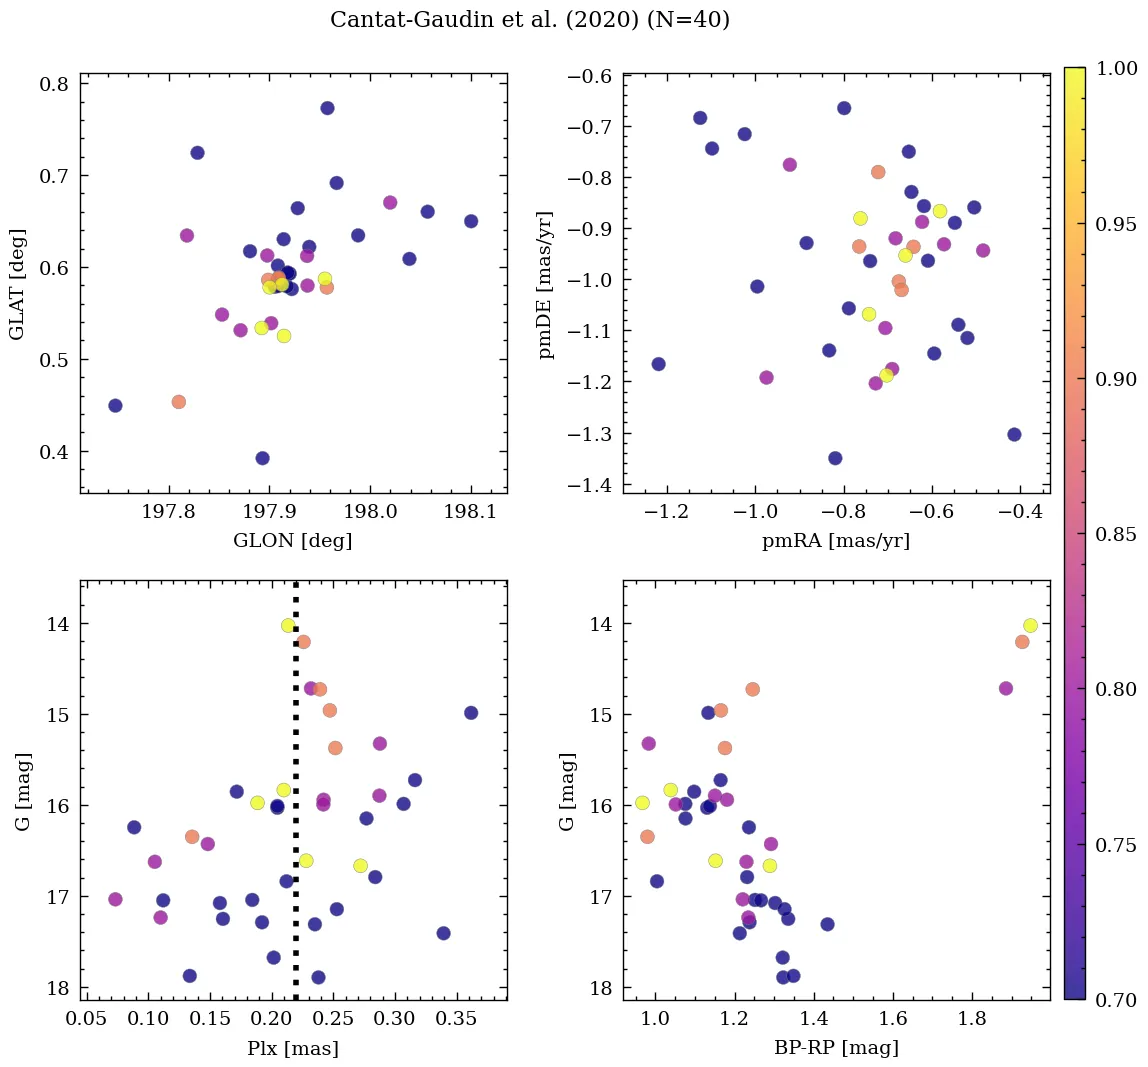 Cantat-Gaudin et al. (2020) (N=40)
0.8
0.7
0.6
0.5
0.4
GLAT [deg]
197.8 197.9 198.0 198.1
GLON [deg]
−0.6
−0.7
−0.8
−0.9
−1.0
−1.1
−1.2
−1.3
−1.4
pmDE [mas/yr]
−1.2 −1.0 −0.8 −0.6 −0.4
pmRA [mas/yr]
14
15
16
17
18
G [mag]
0.05 0.10 0.15 0.20 0.25 0.30 0.35
Plx [mas]
14
15
16
17
18
G [mag]
1.0 1.2 1.4 1.6 1.8
BP-RP [mag]
1.00
0.95
0.90
0.85
0.80
0.75
0.70